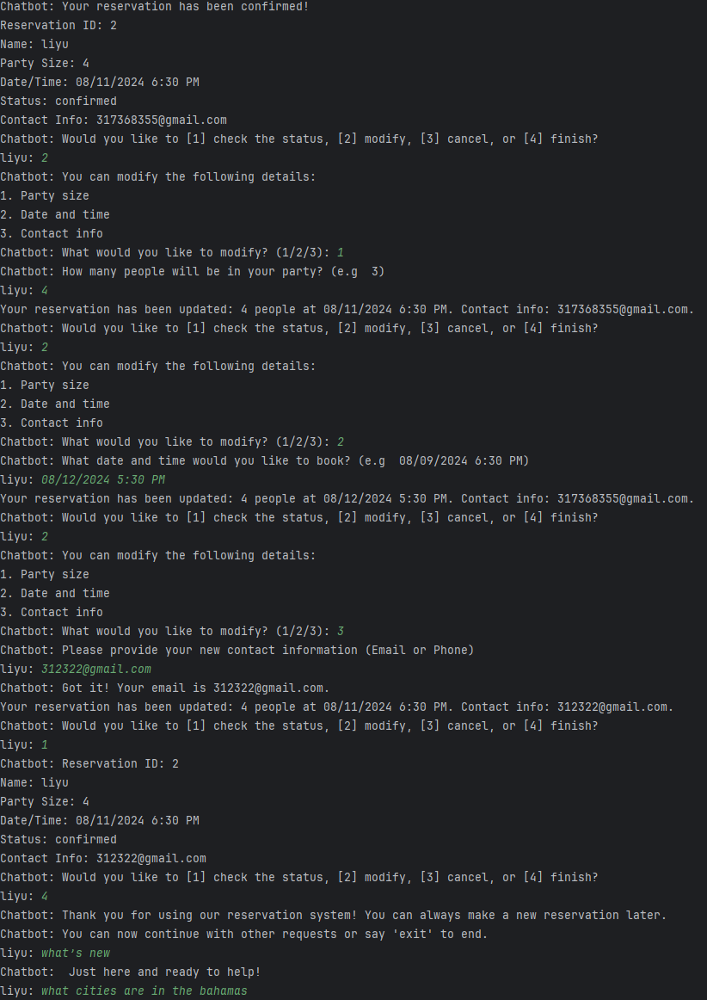 Chatbot: Your reservation has been confirmed!
Reservation ID: 2
Name: liyu
Party Size: 4
Date/Time: 08/11/2024 6:30 PM
Status: confirmed
Contact Info: 317368355@gmail.com
Chatbot: Would you like to [1] check the status, [2] modify, [3] cancel, or [4] finish?
liyu: 2
Chatbot: You can modify the following details:
1. Party size
2. Date and time
3. Contact info
Chatbot: What would you like to modify? (1/2/3): 1
Chatbot: How many people will be in your party? (e.g  3)
liyu: 4
Your reservation has been updated: 4 people at 08/11/2024 6:30 PM. Contact info: 317368355@gmail.com.
Chatbot: Would you like to [1] check the status, [2] modify, [3] cancel, or [4] finish?
liyu: 2
Chatbot: You can modify the following details:
1. Party size
2. Date and time
3. Contact info
Chatbot: What would you like to modify? (1/2/3): 2
Chatbot: What date and time would you like to book? (e.g  08/09/2024 6:30 PM)
liyu: 08/12/2024 5:30 PM
Your reservation has been updated: 4 people at 08/12/2024 5:30 PM. Contact info: 317368355@gmail.com.
Chatbot: Would you like to [1] check the status, [2] modify, [3] cancel, or [4] finish?
liyu: 2
Chatbot: You can modify the following details:
1. Party size
2. Date and time
3. Contact info
Chatbot: What would you like to modify? (1/2/3): 3
Chatbot: Please provide your new contact information (Email or Phone)
liyu: 312322@gmail.com
Chatbot: Got it! Your email is 312322@gmail.com.
Your reservation has been updated: 4 people at 08/11/2024 6:30 PM. Contact info: 312322@gmail.com.
Chatbot: Would you like to [1] check the status, [2] modify, [3] cancel, or [4] finish?
liyu: 1
Chatbot: Reservation ID: 2
Name: liyu
Party Size: 4
Date/Time: 08/11/2024 6:30 PM
Status: confirmed
Contact Info: 312322@gmail.com
Chatbot: Would you like to [1] check the status, [2] modify, [3] cancel, or [4] finish?
liyu: 4
Chatbot: Thank you for using our reservation system! You can always make a new reservation later.
Chatbot: You can now continue with other requests or say 'exit' to end.
liyu: what's new
Chatbot:  Just here and ready to help!
liyu: what cities are in the bahamas